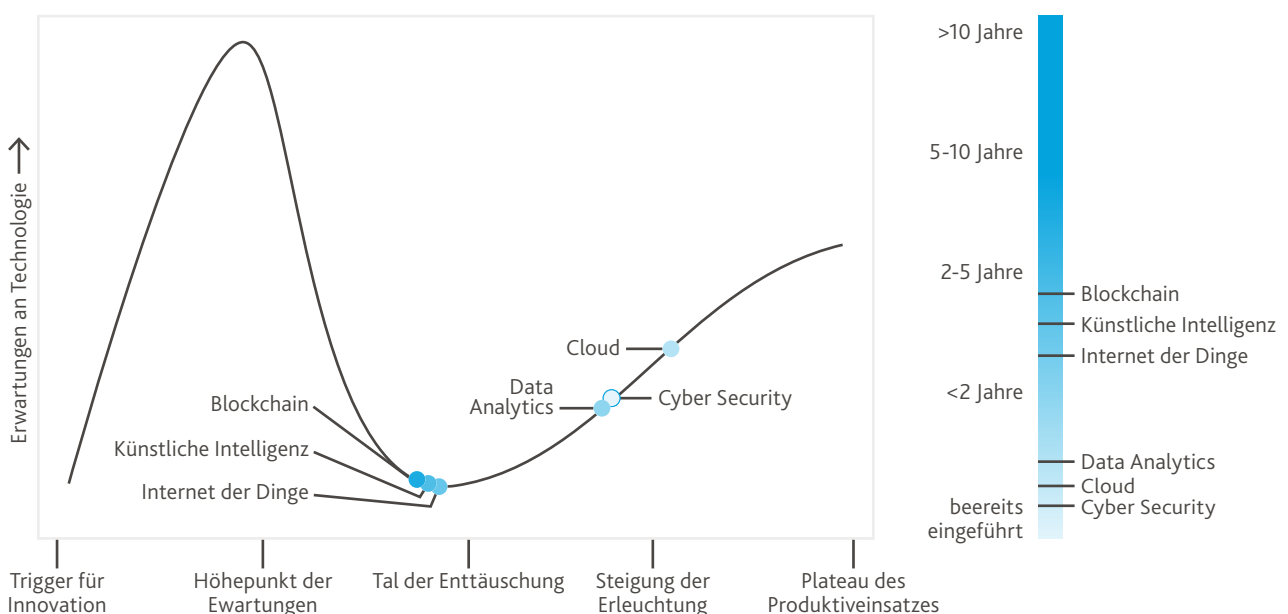 Erwartungen an Technologie
Blockchain
Künstliche Intelligenz
Internet der Dinge
Data
Analytics
Cloud
Cyber Security
Trigger für
Innovation
Höhepunkt der
Ewartungen
Tal der Enttäuschung
Steigung der
Erleuchtung
Plateau des
Produktiveinsatzes
>10 Jahre
5-10 Jahre
2-5 Jahre
<2 Jahre
beereits
eingeführt
Blockchain
Künstliche Intelligenz
Internet der Dinge
Data Analytics
Cloud
Cyber Security